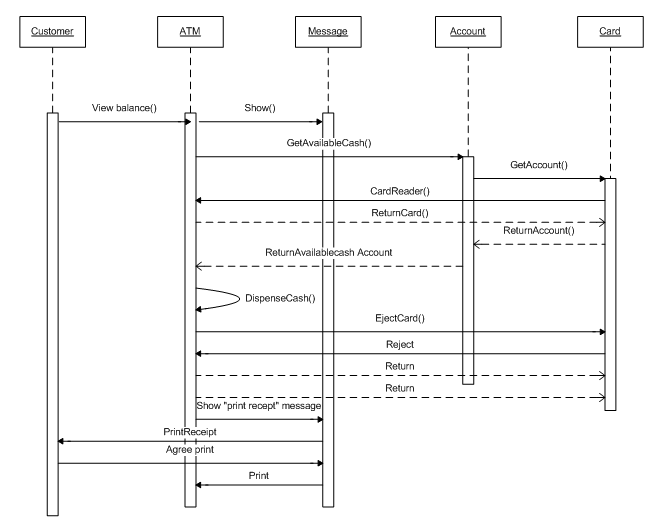 Customer
ATM
Message
Account
Card
View balance()
Show()
GetAvailableCash()
GetAccount()
CardReader()
ReturnCard()
ReturnAccount()
ReturnAvailablecash Account
DispenseCash()
EjectCard()
Reject
Return
Return
Show "print recept" message
PrintReceipt
Agree print
Print